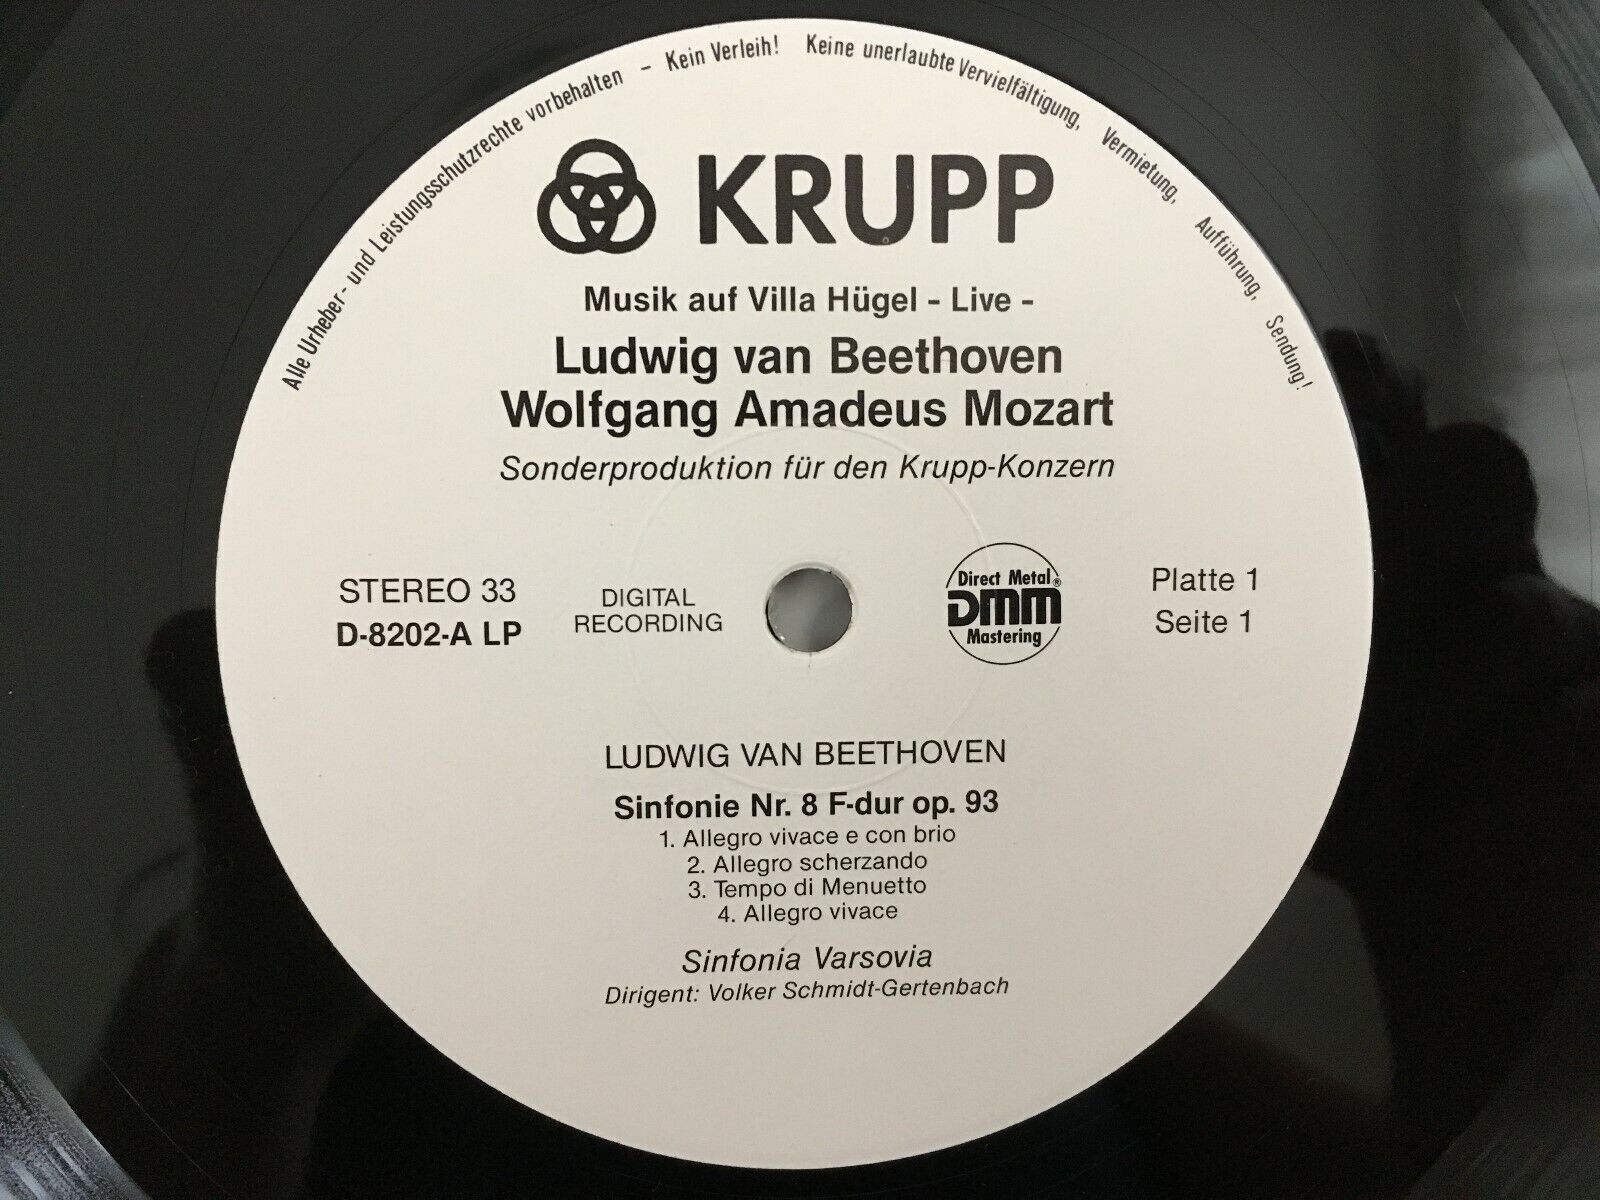 Alle Urheber- und Leistungsschutzrechte vorbehalten – Kein Verleih! Keine unerlaubte Vervielfältigung, Vermietung, Aufführung, Sendung!
KRUPP
Musik auf Villa Hügel - Live -
Ludwig van Beethoven
Wolfgang Amadeus Mozart
Sonderproduktion für den Krupp-Konzern
STEREO 33
D-8202-A LP
DIGITAL
RECORDING
Direct Metal®
DMM
Mastering
Platte 1
Seite 1
LUDWIG VAN BEETHOVEN
Sinfonie Nr. 8 F-dur op. 93
1. Allegro vivace e con brio
2. Allegro scherzando
3. Tempo di Menuetto
4. Allegro vivace
Sinfonia Varsovia
Dirigent: Volker Schmidt-Gertenbach